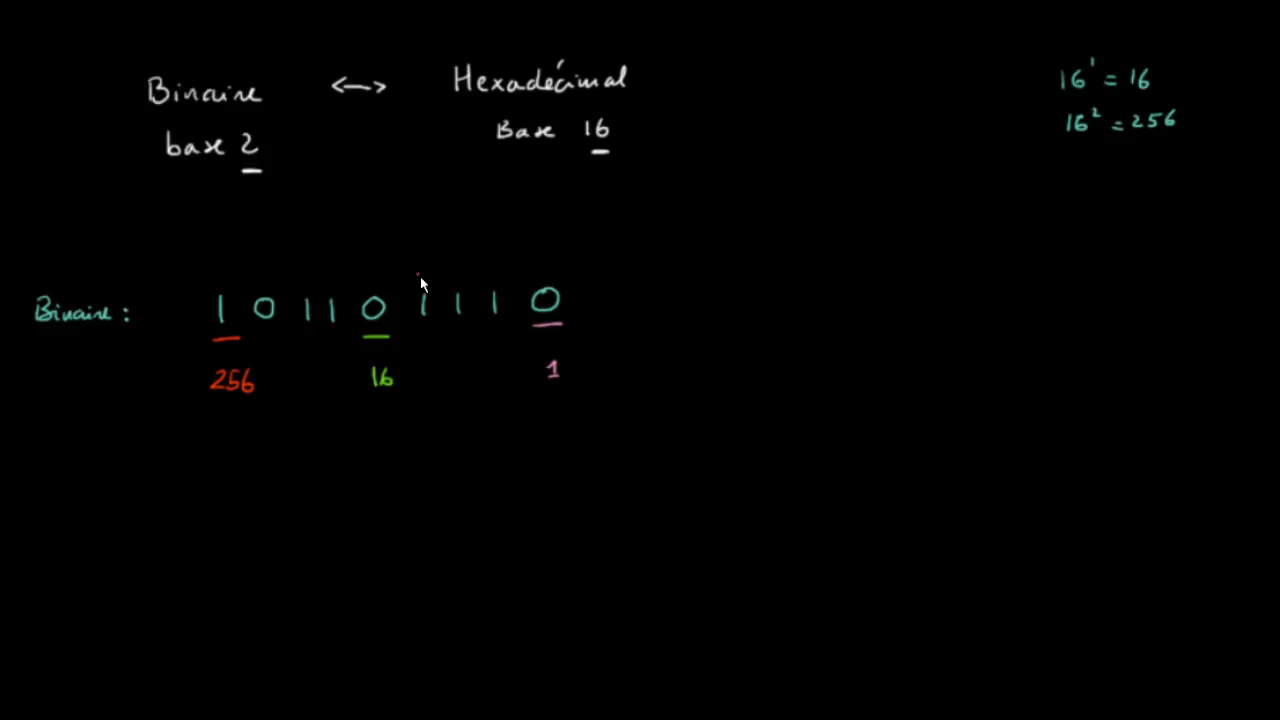 Binaire <—> Hexadécimal
base 2 Base 16
16¹ = 16
16² = 256
Binaire : 1 0 1 1 0 1 1 1 0
256 16 1